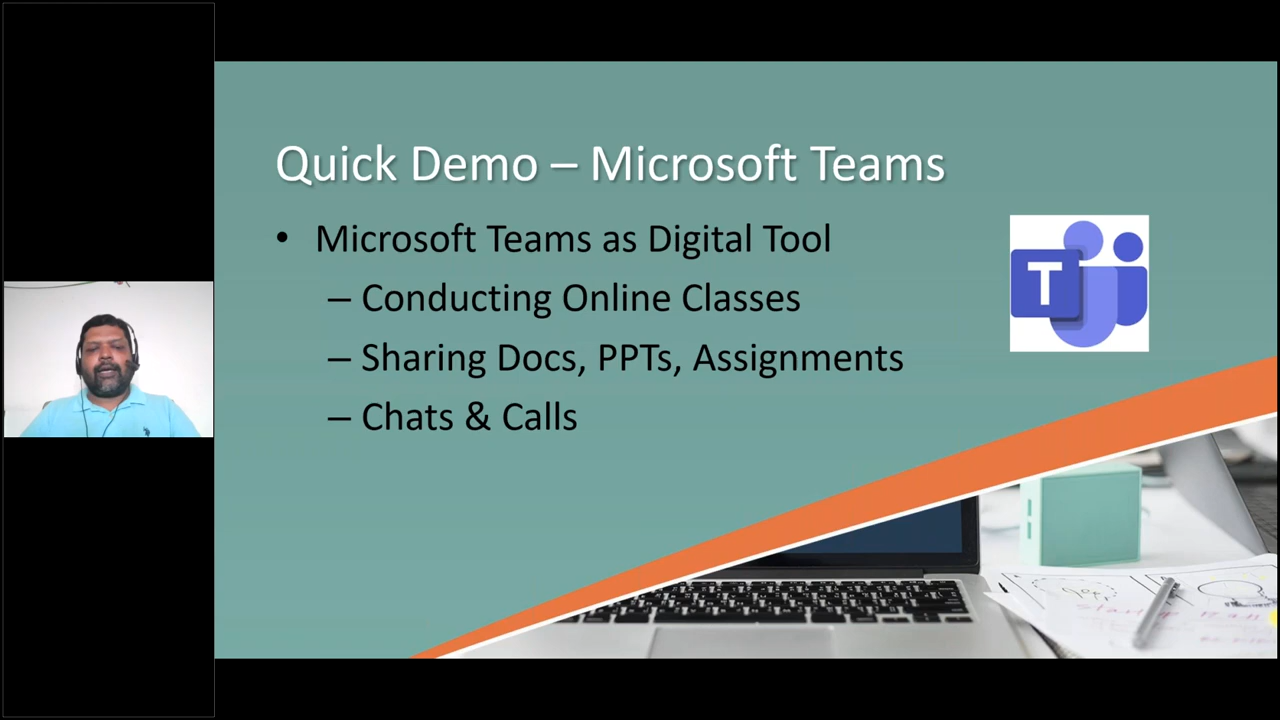 Quick Demo – Microsoft Teams
• Microsoft Teams as Digital Tool
– Conducting Online Classes
– Sharing Docs, PPTs, Assignments
– Chats & Calls
T